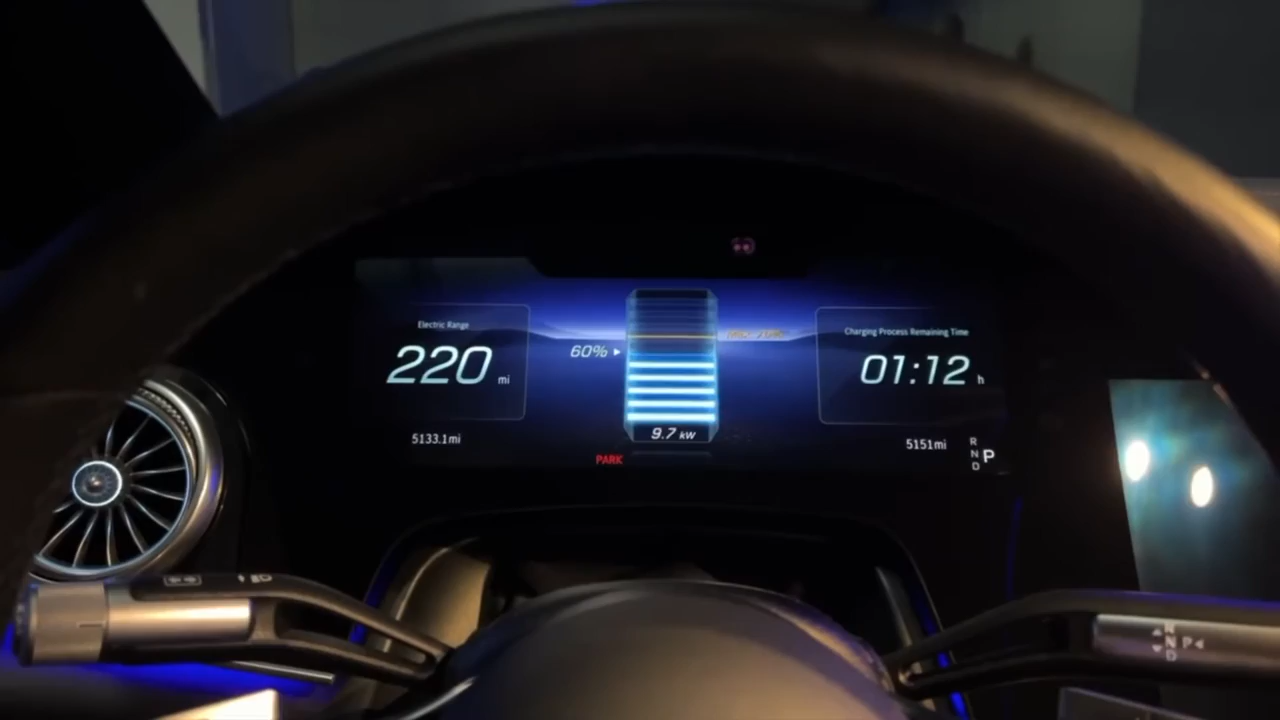 Electric Range
220 mi
60%
Charging Process Remaining Time
01:12 h
9.7 kW
5133.1mi
PARK
5151mi
R
N
D
P
R
N
D
P